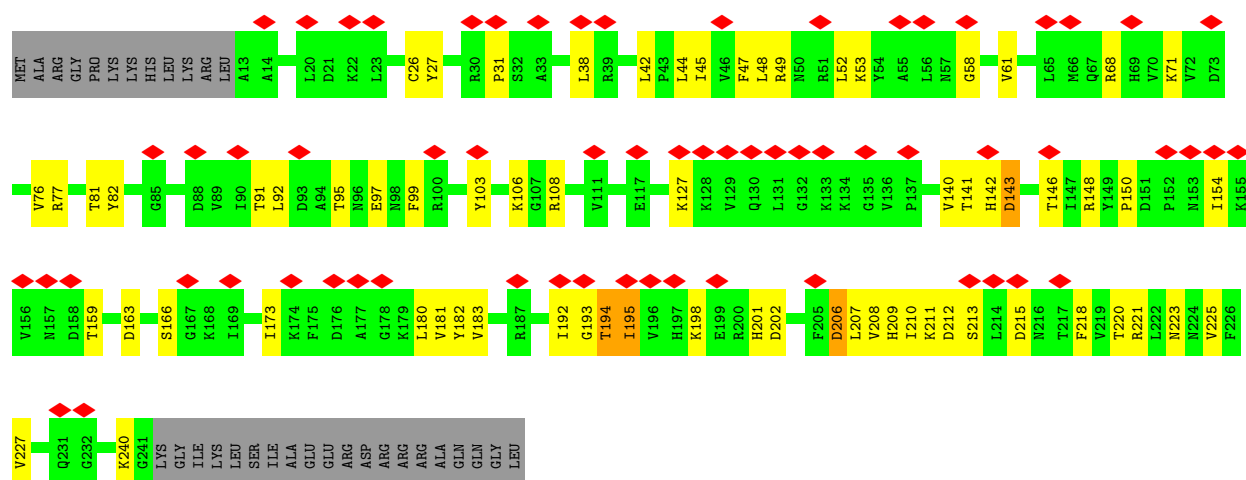 MET ALA ARG GLY PRO LYS LYS HIS LEU LYS ARG LEU A13 A14 L20 D21 K22 L23 C26 Y27 R30 P31 S32 A33 L38 R39 L42 P43 L44 I45 V46 F47 L48 R49 N50 R51 L52 K53 Y54 A55 L56 N57 G58 V61 L65 M66 Q67 R68 H69 V70 K71 V72 D73
V76 R77 T81 Y82 G85 D88 V89 I90 T91 L92 D93 A94 T95 N96 E97 N98 F99 R100 Y103 K106 G107 R108 V111 E117 K127 K128 V129 Q130 L131 G132 K133 K134 G135 V136 P137 V140 T141 H142 D143 T146 I147 R148 Y149 P150 D151 P152 N153 I154 K155
V156 N157 D158 T159 D163 S166 G167 K168 I169 I173 K174 F175 D176 A177 G178 K179 L180 V181 Y182 V183 R187 I192 G193 T194 I195 V196 H197 K198 E199 R200 H201 D202 F205 D206 L207 V208 H209 I210 K211 D212 S213 L214 D215 N216 T217 F218 V219 T220 R221 L222 N223 N224 V225 F226
V227 Q231 G232 K240 G241 LYS GLY ILE LYS LEU SER ILE ALA GLU GLU ARG ASP ARG ARG ARG ALA GLN GLN GLY LEU